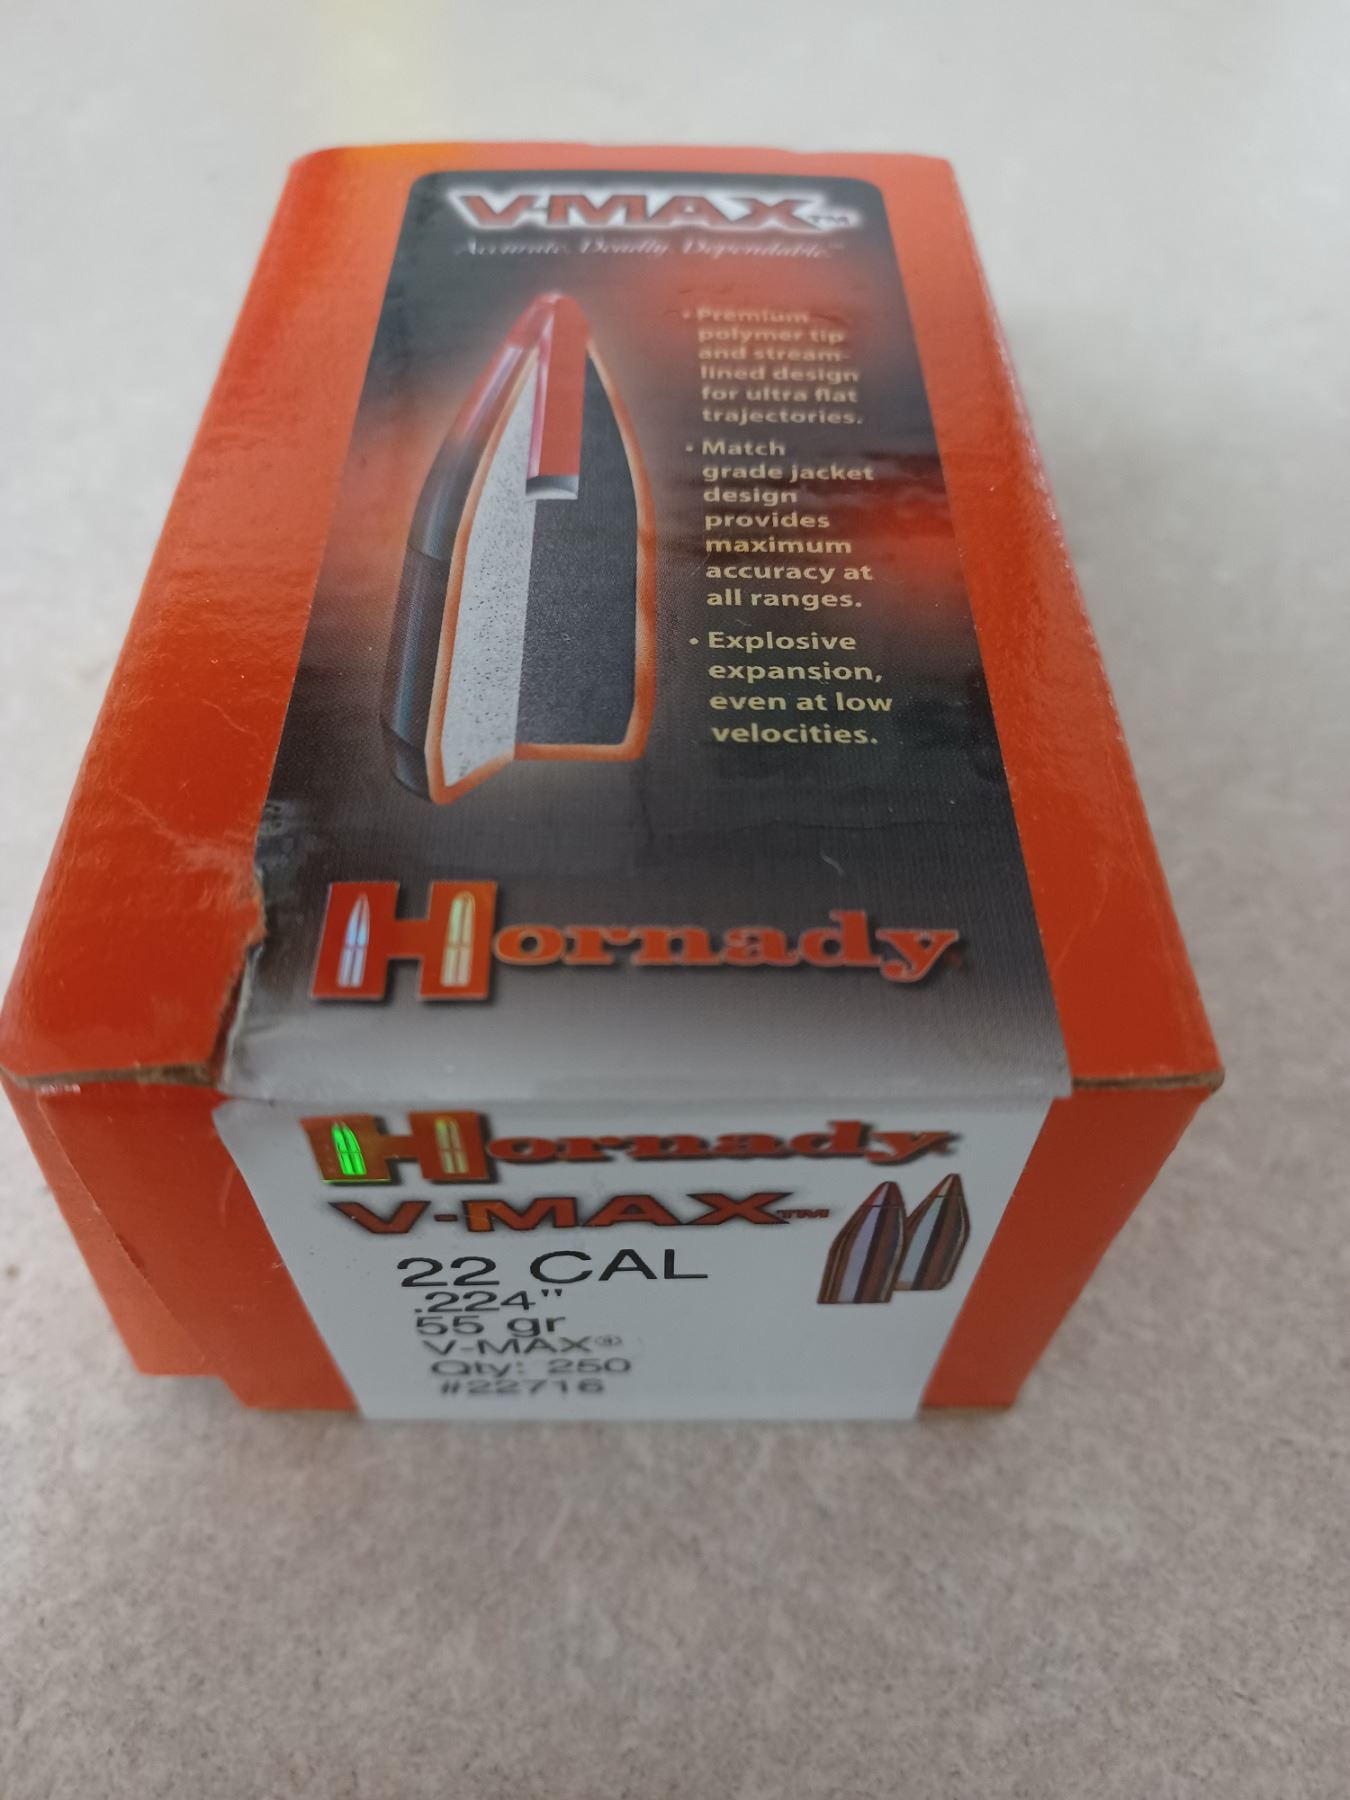 V-MAX™
Accurate. Deadly. Dependable.™
• Premium
polymer tip
and stream-
lined design
for ultra flat
trajectories.
• Match
grade jacket
design
provides
maximum
accuracy at
all ranges.
• Explosive
expansion,
even at low
velocities.
Hornady
Hornady
V-MAX™
22 CAL
.224"
55 gr
V-MAX®
Qty: 250
#22716